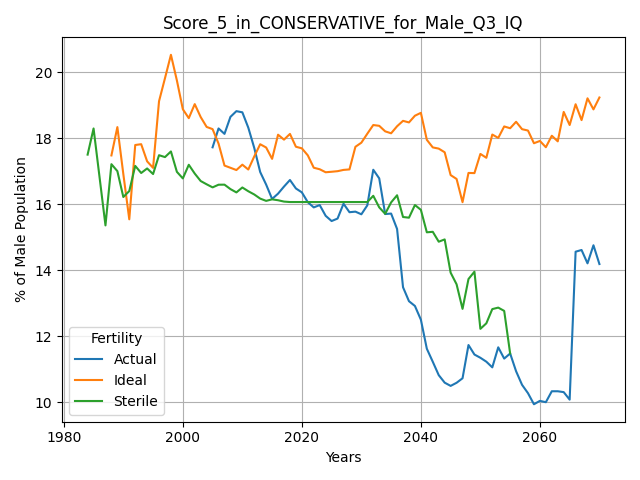 Score_5_in_CONSERVATIVE_for_Male_Q3_IQ
% of Male Population
20
18
16
14
12
10
Fertility
Actual
Ideal
Sterile
1980 2000 2020 2040 2060
Years